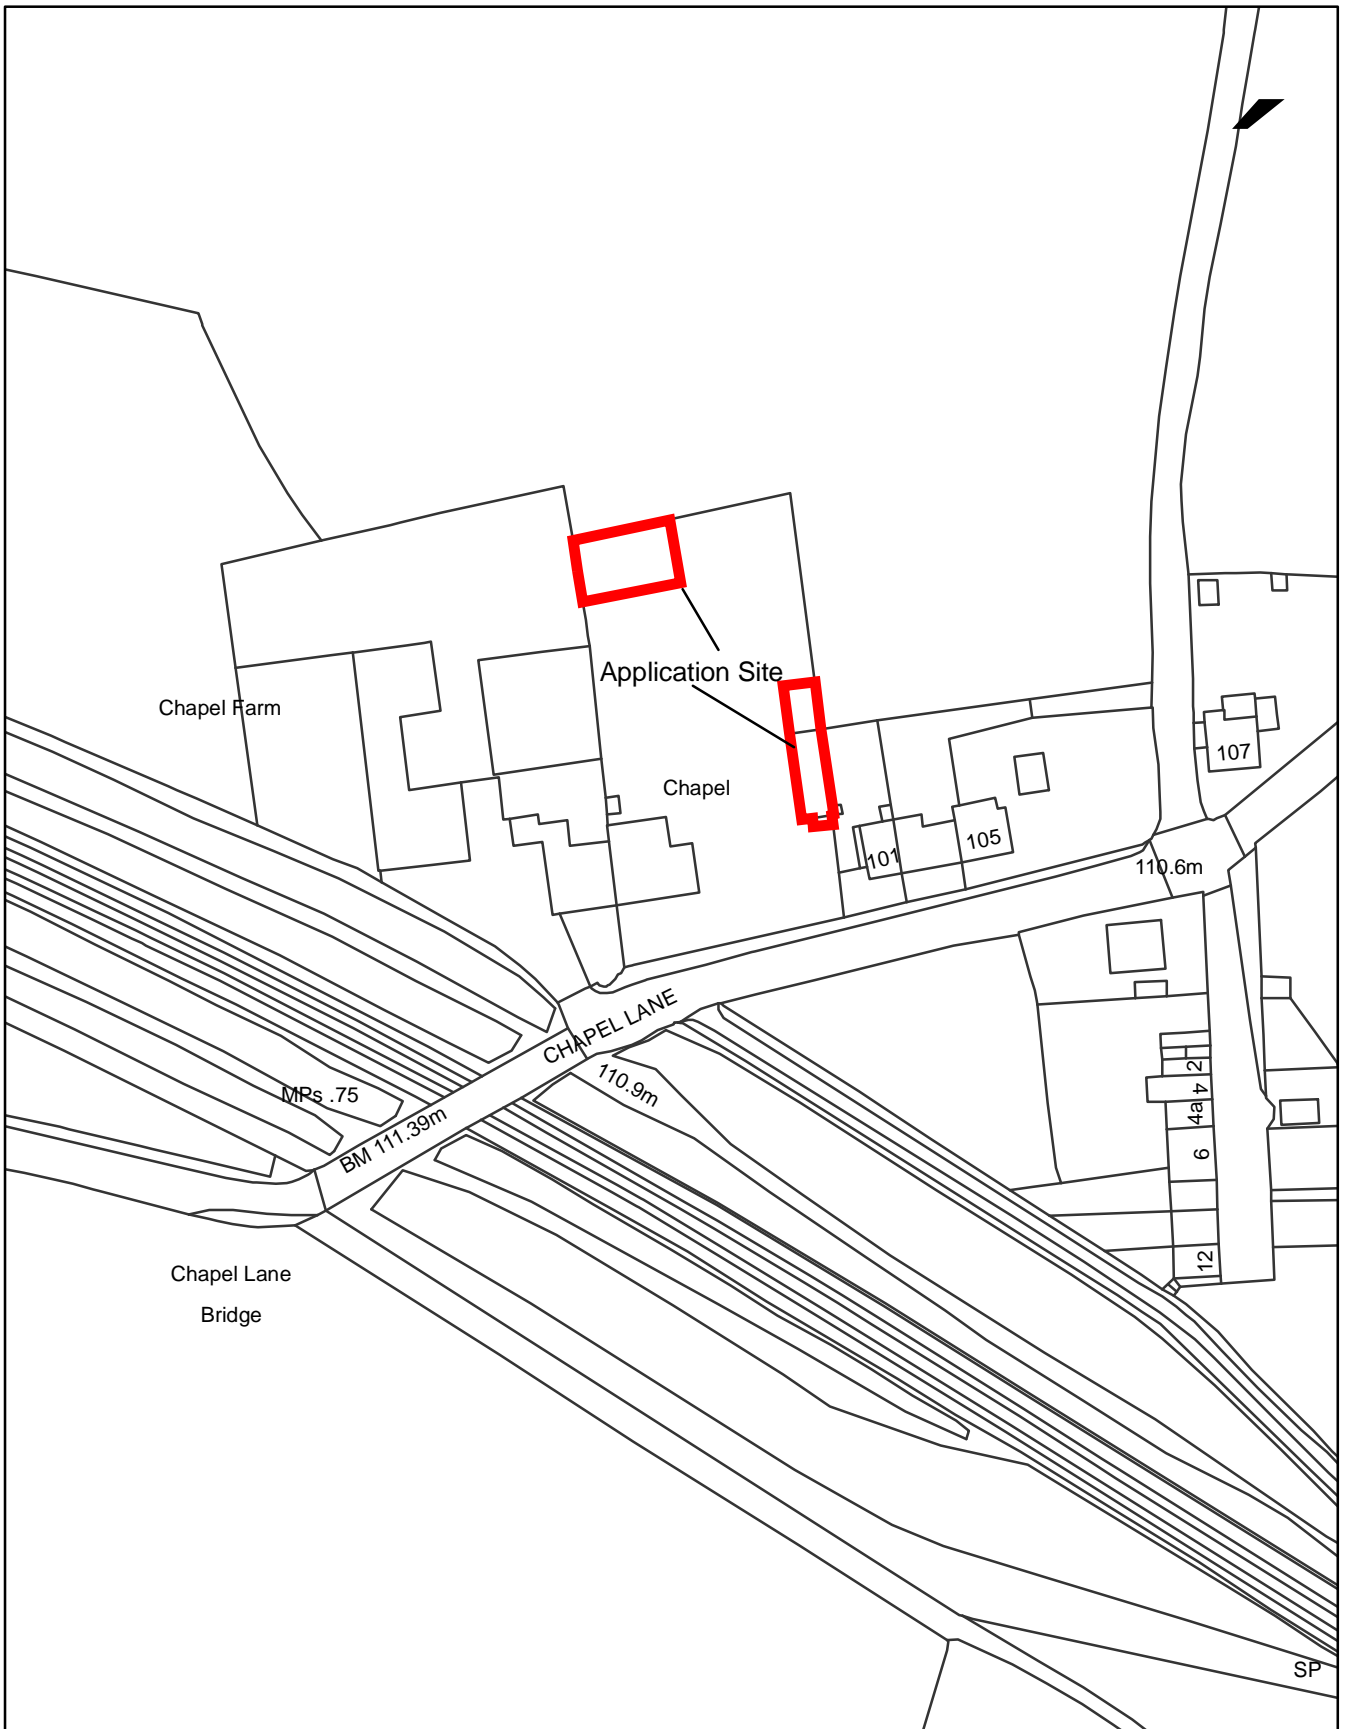 Application Site
Chapel Farm
107
Chapel
105
101
110.6m
CHAPEL LANE
2
110.9m
MPs .75
4
4a
BM 111.39m
6
12
Chapel Lane
Bridge
SP